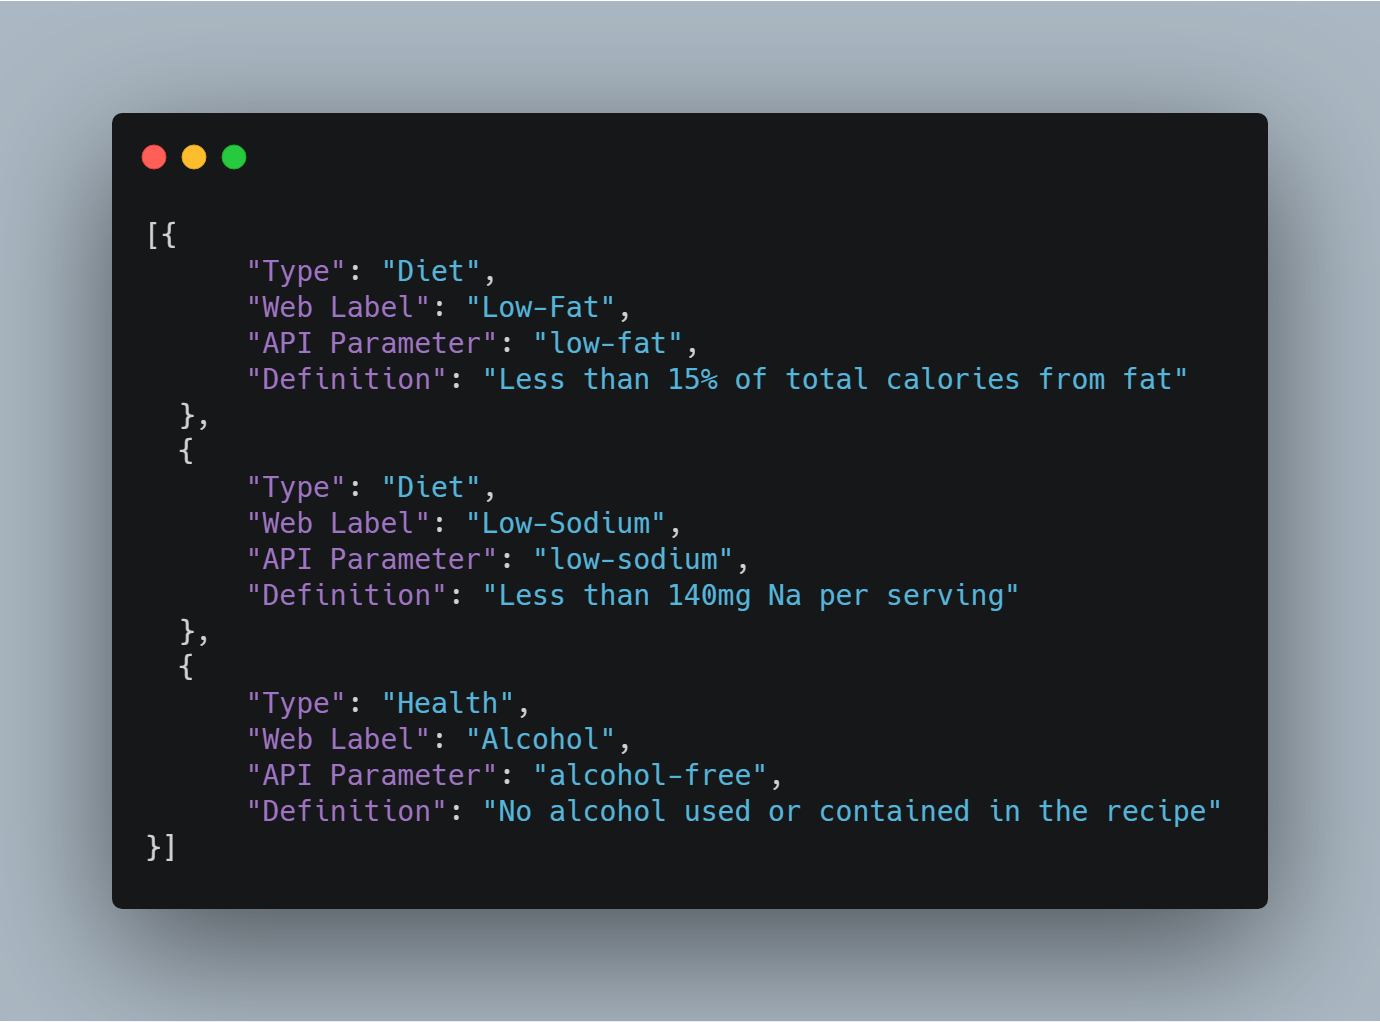 [{
"Type": "Diet",
"Web Label": "Low-Fat",
"API Parameter": "low-fat",
"Definition": "Less than 15% of total calories from fat"
},
{
"Type": "Diet",
"Web Label": "Low-Sodium",
"API Parameter": "low-sodium",
"Definition": "Less than 140mg Na per serving"
},
{
"Type": "Health",
"Web Label": "Alcohol",
"API Parameter": "alcohol-free",
"Definition": "No alcohol used or contained in the recipe"
}]